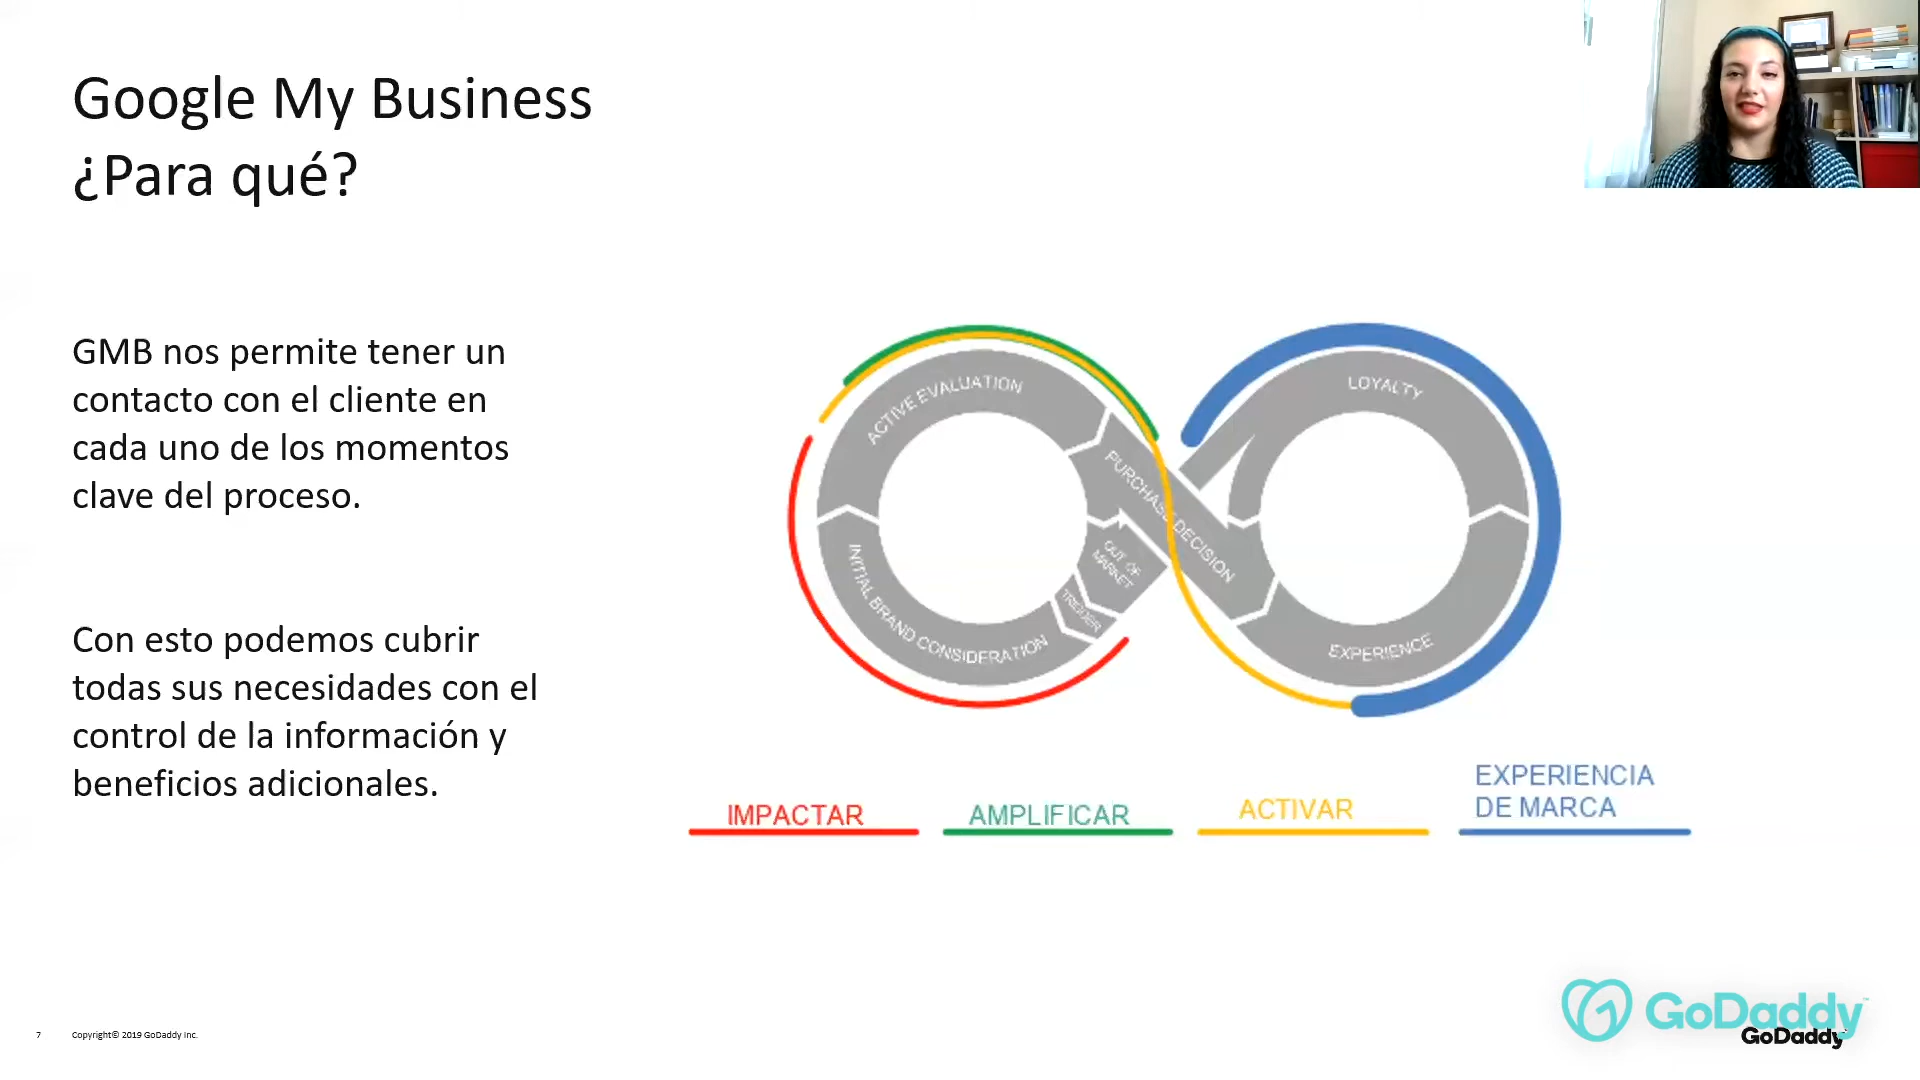 Google My Business
¿Para qué?
GMB nos permite tener un
contacto con el cliente en
cada uno de los momentos
clave del proceso.
Con esto podemos cubrir
todas sus necesidades con el
control de la información y
beneficios adicionales.
ACTIVE EVALUATION
PURCHASE DECISION
OUT OF
MARKET
TRIGGER
INITIAL BRAND CONSIDERATION
LOYALTY
EXPERIENCE
IMPACTAR
AMPLIFICAR
ACTIVAR
EXPERIENCIA
DE MARCA
7
Copyright© 2019 GoDaddy Inc.
GoDaddy™
GoDaddy